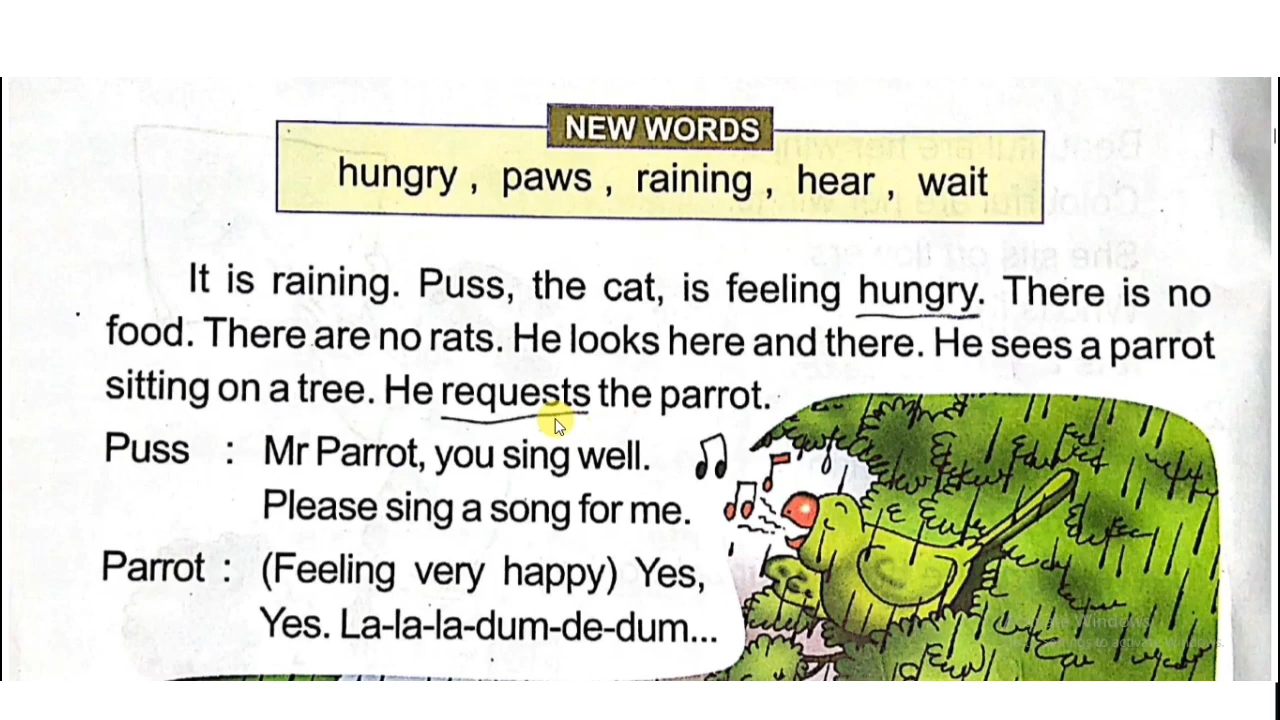 NEW WORDS
hungry , paws , raining , hear , wait
It is raining. Puss, the cat, is feeling hungry. There is no
food. There are no rats. He looks here and there. He sees a parrot
sitting on a tree. He requests the parrot.
Puss : Mr Parrot, you sing well.
Please sing a song for me.
Parrot : (Feeling very happy) Yes,
Yes. La-la-la-dum-de-dum...